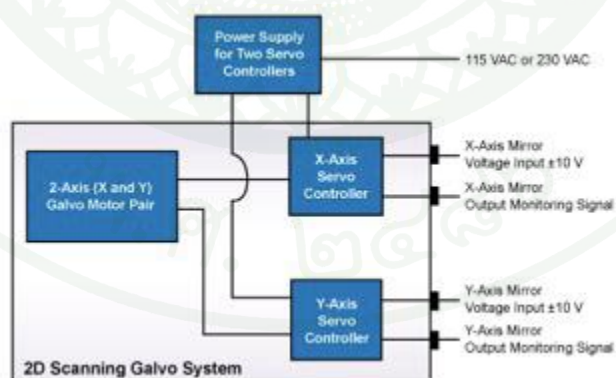 Power Supply
for Two Servo
Controllers
115 VAC or 230 VAC
X-Axis
Servo
Controller
X-Axis Mirror
Voltage Input ±10 V
2-Axis (X and Y)
Galvo Motor Pair
X-Axis Mirror
Output Monitoring Signal
Y-Axis
Servo
Controller
Y-Axis Mirror
Voltage Input ±10 V
Y-Axis Mirror
Output Monitoring Signal
2D Scanning Galvo System